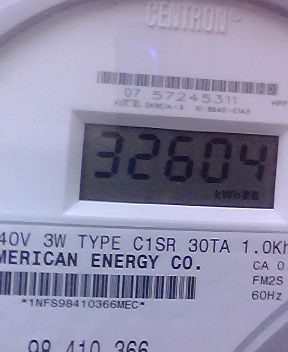 CENTRON
07 57245311
32604
kWh
40V 3W TYPE C1SR 30TA 1.0Kh
MERICAN ENERGY CO.
CA 0
FM2S
60Hz
*1NFS98410366MEC*
98 410 366